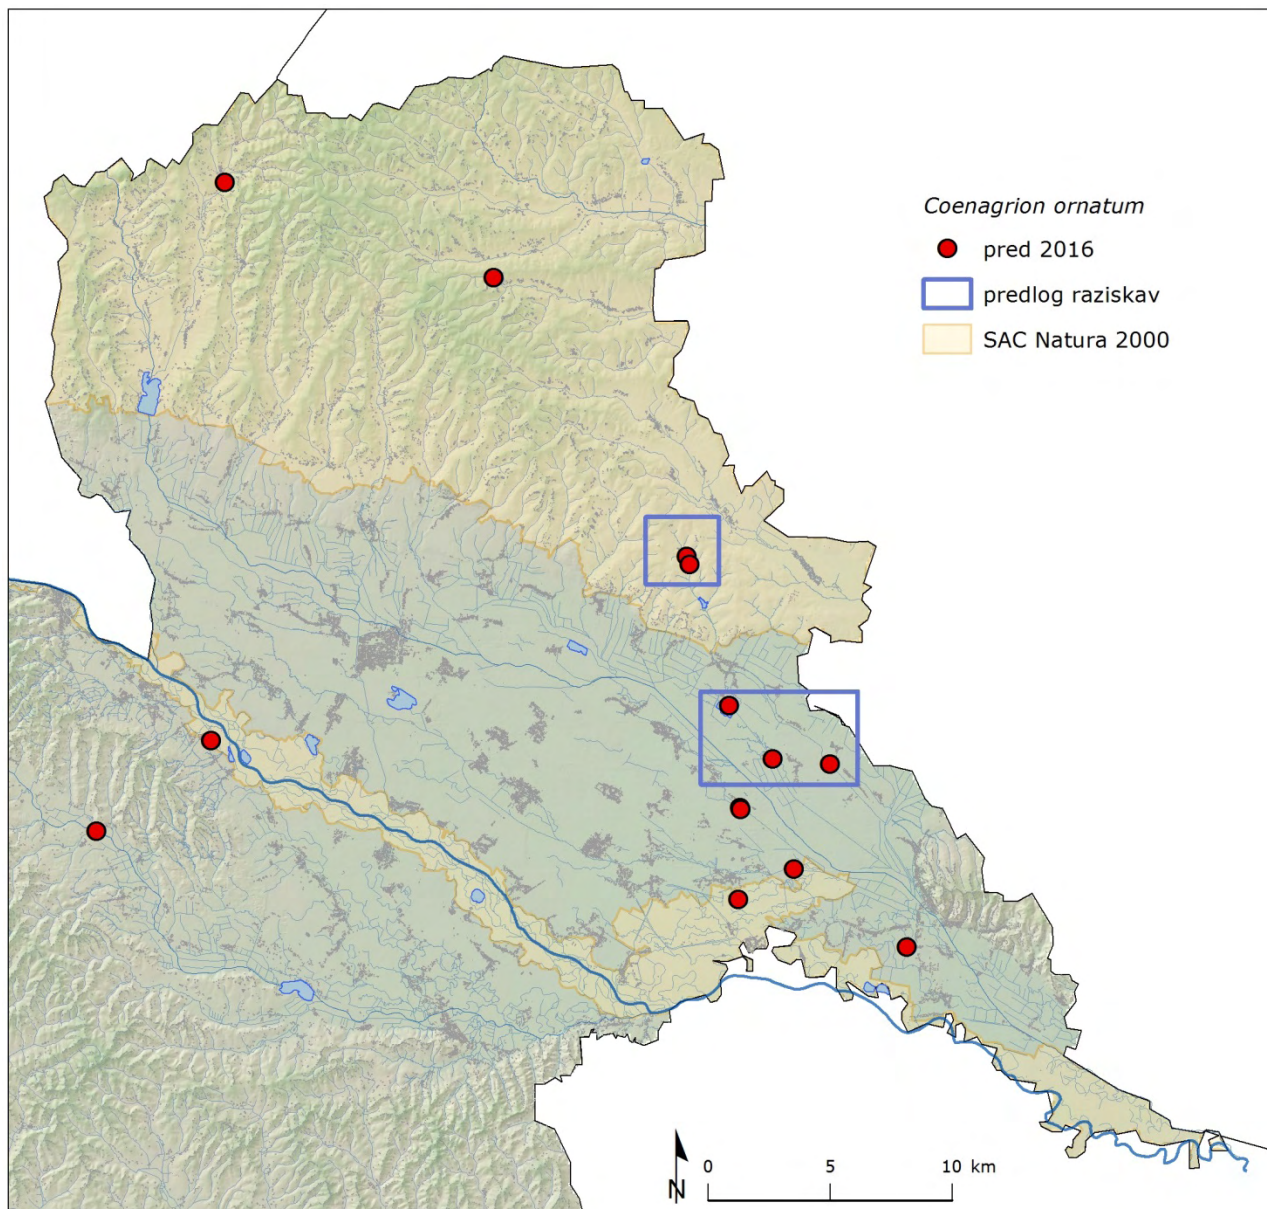 Coenagrion ornatum
pred 2016
predlog raziskav
SAC Natura 2000
N
0 5 10 km